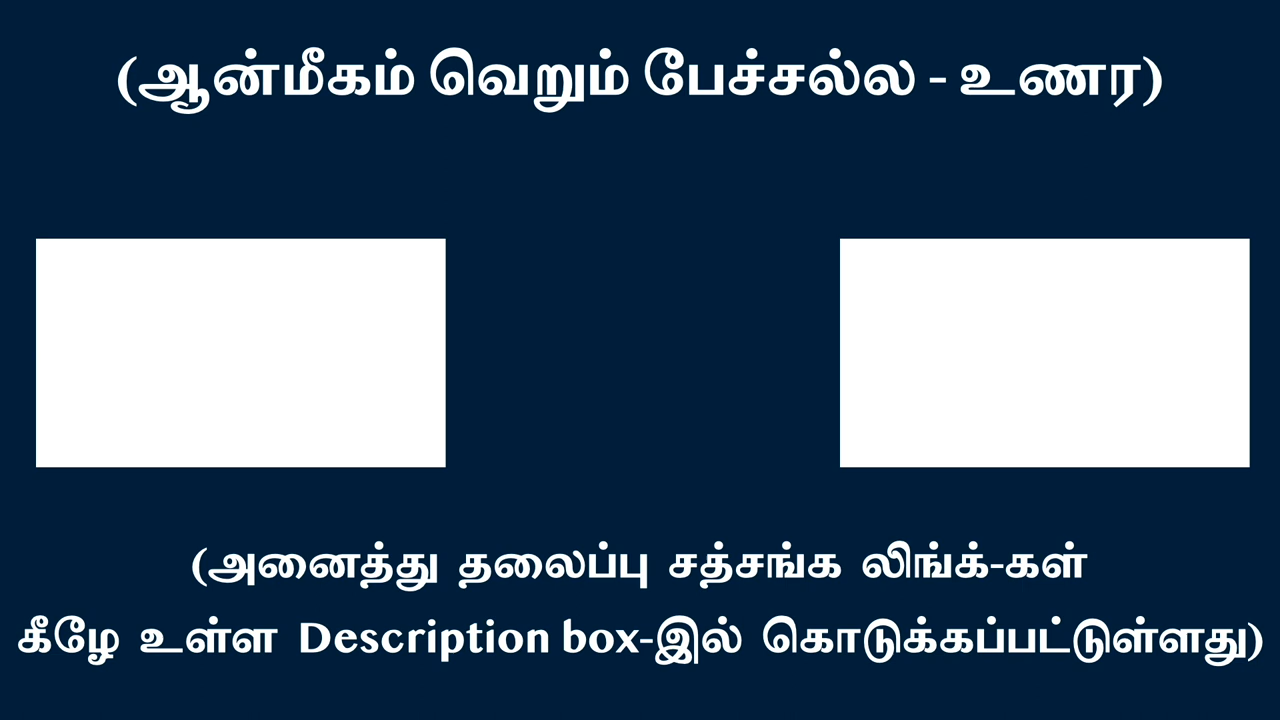 (ஆன்மீகம் வெறும் பேச்சல்ல - உணர)
(அனைத்து தலைப்பு சத்சங்க லிங்க்-கள்
கீழே உள்ள Description box-இல் கொடுக்கப்பட்டுள்ளது)